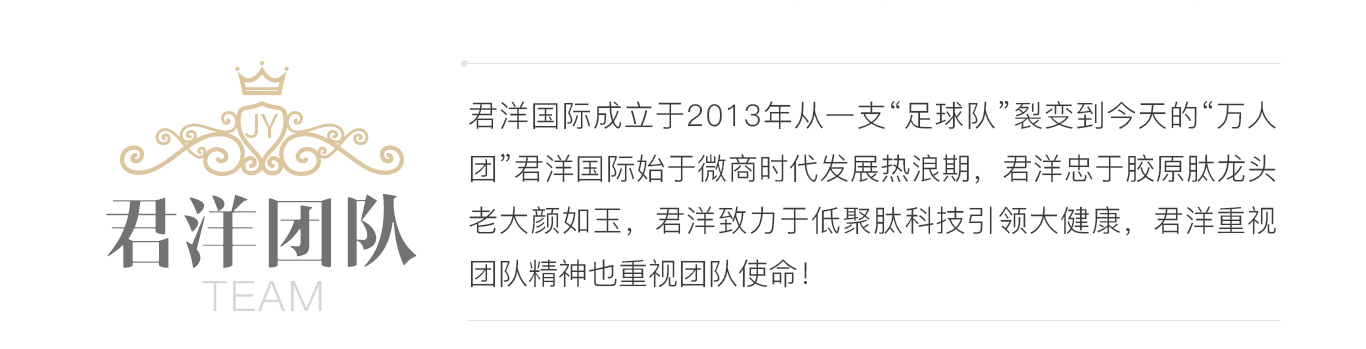 JY
君洋团队
TEAM
君洋国际成立于2013年从一支“足球队”裂变到今天的“万人
团”君洋国际始于微商时代发展热浪期，君洋忠于胶原肽龙头
老大颜如玉，君洋致力于低聚肽科技引领大健康，君洋重视
团队精神也重视团队使命！